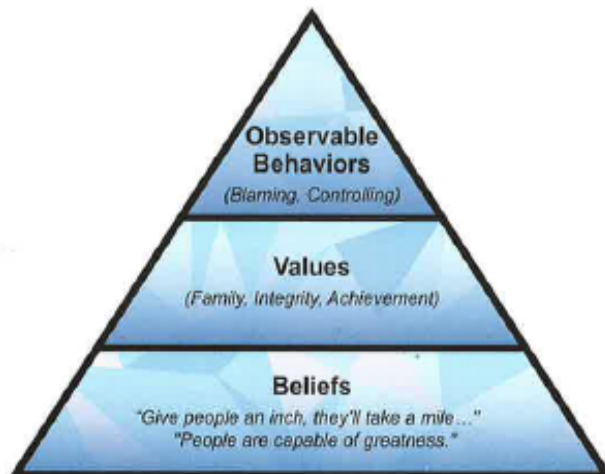 Observable
Behaviors
(Blaming, Controlling)
Values
(Family, Integrity, Achievement)
Beliefs
"Give people an inch, they'll take a mile..."
"People are capable of greatness."